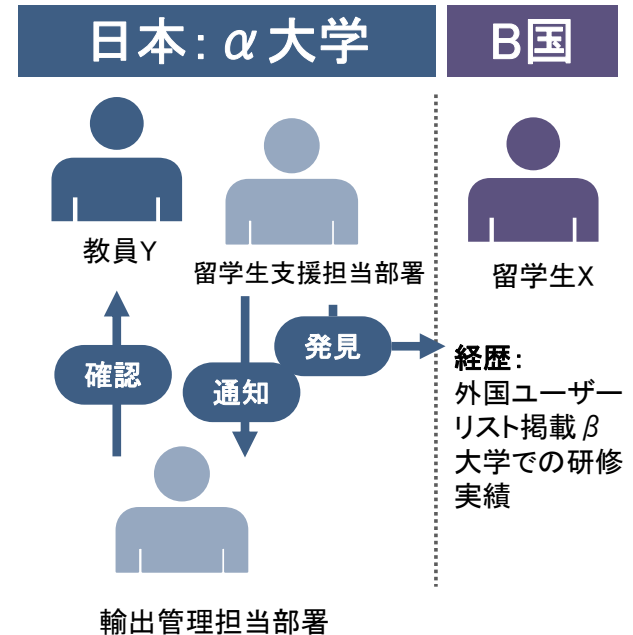 日本：α大学
B国
教員Y
留学生支援担当部署
留学生X
確認
通知
発見
経歴：
外国ユーザー
リスト掲載β
大学での研修
実績
輸出管理担当部署